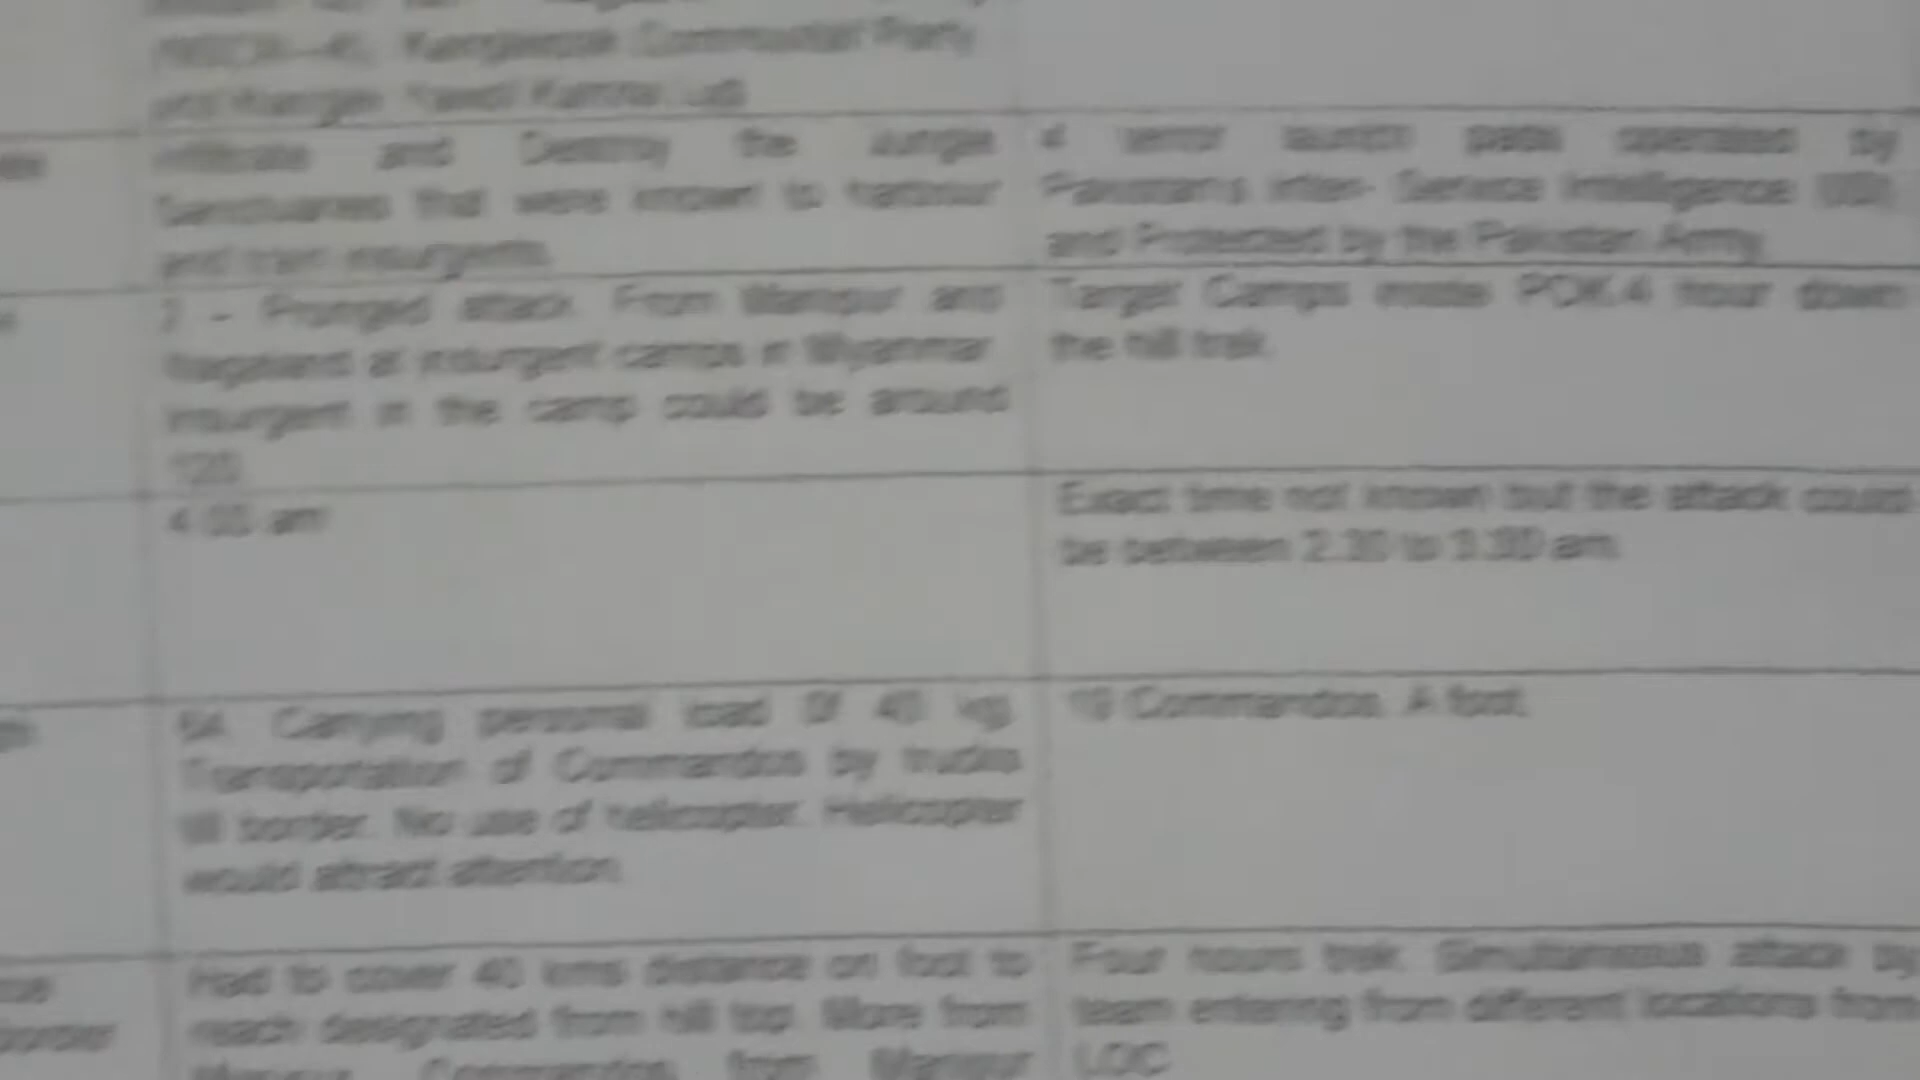 Kangleipak Communist Party
and Kanglei Yawol Kanna Lup
infiltrate and Destroy the Jungle
Sanctuaries that were known to harbour
and train insurgents.
4 terror launch pads operated by
Pakistan's Inter- Service Intelligence (ISI)
and Protected by the Pakistan Army.
2 - Pronged attack. From Manipur and
Nagaland at insurgent camps in Myanmar.
Insurgent in the camp could be around
Target Camps inside POK.4 hour down
the hill trek.
4.00 am
Exact time not known but the attack could
be between 2.30 to 3.30 am.
Carrying personal load Of 40 kg.
Transportation of Commandos by trucks
till border. No use of helicopter. Helicopter
would attract attention.
Commandos. A foot.
Had to cover 40 kms distance on foot to
reach designated from hill top. More from
Commandos from Manipur
Four hours trek. Simultaneous attack by
team entering from different locations from
LOC